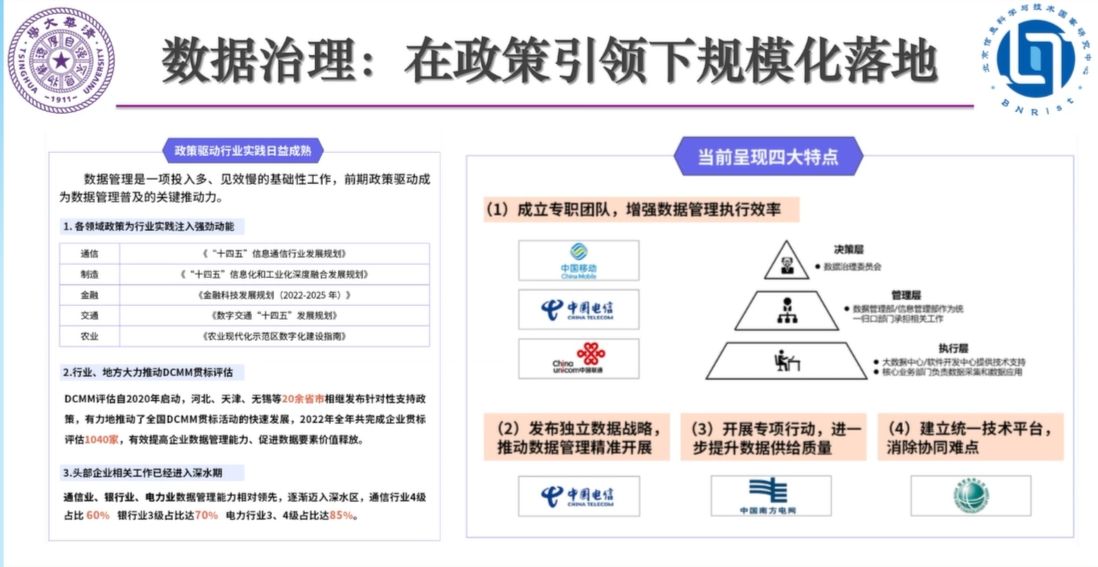 數據治理：在政策引领下规模化落地
TSINGHUA UNIVERSITY
–1911–
北京信息科学与技术国家研究中心
BNRist
政策驱动行业实践日益成熟
数据管理是一项投入多、见效慢的基础性工作，前期政策驱动成
为数据管理普及的关键推动力。
1. 各领域政策为行业实践注入强劲动能
通信 《“十四五”信息通信行业发展规划》
制造 《“十四五”信息化和工业化深度融合发展规划》
金融 《金融科技发展规划（2022-2025 年）》
交通 《数字交通“十四五”发展规划》
农业 《农业现代化示范区数字化建设指南》
2.行业、地方大力推动DCMM贯标评估
DCMM评估自2020年启动，河北、天津、无锡等20余省市相继发布针对性支持政
策，有力地推动了全国DCMM贯标活动的快速发展，2022年全年共完成企业贯标
评估1040家，有效提高企业数据管理能力、促进数据要素价值释放。
3.头部企业相关工作已经进入深水期
通信业、银行业、电力业数据管理能力相对领先，逐渐迈入深水区，通信行业4级
占比 60% 银行业3级占比达70% 电力行业3、4级占比达85%。
当前呈现四大特点
（1）成立专职团队，增强数据管理执行效率
中国移动
China Mobile
中国电信
CHINA TELECOM
China
unicom中国联通
决策层
● 数据治理委员会
管理层
● 数据管理部/信息管理部作为统
一归口部门承担相关工作
执行层
● 大数据中心/软件开发中心提供技术支持
● 核心业务部门负责数据采集和数据应用
（2）发布独立数据战略，
推动数据管理精准开展
中国电信
CHINA TELECOM
（3）开展专项行动，进一
步提升数据供给质量
中国南方电网
（4）建立统一技术平台，
消除协同难点